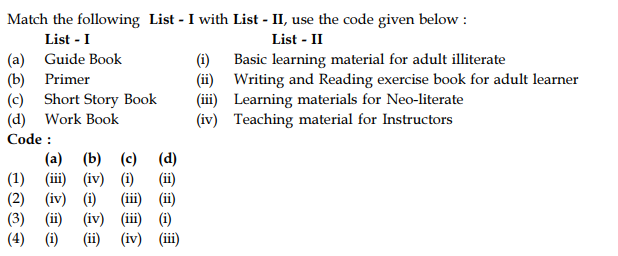 Match the following List - I with List - II, use the code given below :
List - I List - II
(a) Guide Book (i) Basic learning material for adult illiterate
(b) Primer (ii) Writing and Reading exercise book for adult learner
(c) Short Story Book (iii) Learning materials for Neo-literate
(d) Work Book (iv) Teaching material for Instructors
Code :
(a) (b) (c) (d)
(1) (iii) (iv) (i) (ii)
(2) (iv) (i) (iii) (ii)
(3) (ii) (iv) (iii) (i)
(4) (i) (ii) (iv) (iii)